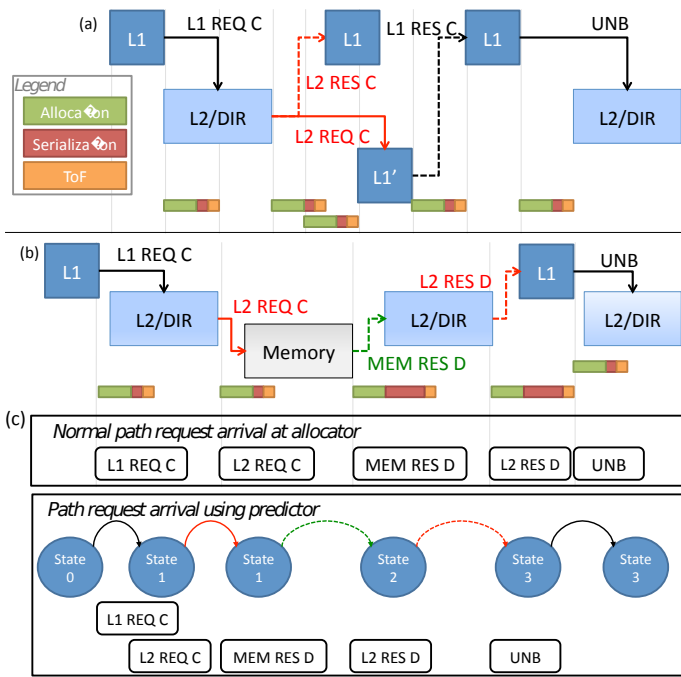 (a)
L1
L1 REQ C
L1
L1 RES C
L1
UNB
Legend
Alloca�on
Serializa�on
ToF
L2/DIR
L2 RES C
L2 REQ C
L1'
L2/DIR
(b)
L1
L1 REQ C
L2/DIR
L2 REQ C
Memory
MEM RES D
L2/DIR
L2 RES D
L1
UNB
L2/DIR
(c)
Normal path request arrival at allocator
L1 REQ C
L2 REQ C
MEM RES D
L2 RES D
UNB
Path request arrival using predictor
State
0
State
1
State
1
State
2
State
3
State
3
L1 REQ C
L2 REQ C
MEM RES D
L2 RES D
UNB